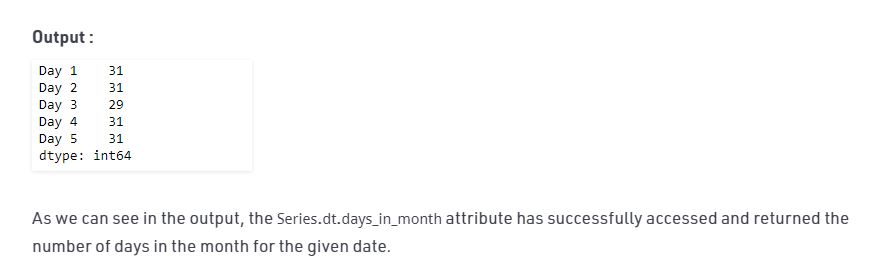 Output :
Day 1    31
Day 2    31
Day 3    29
Day 4    31
Day 5    31
dtype: int64
As we can see in the output, the Series.dt.days_in_month attribute has successfully accessed and returned the
number of days in the month for the given date.